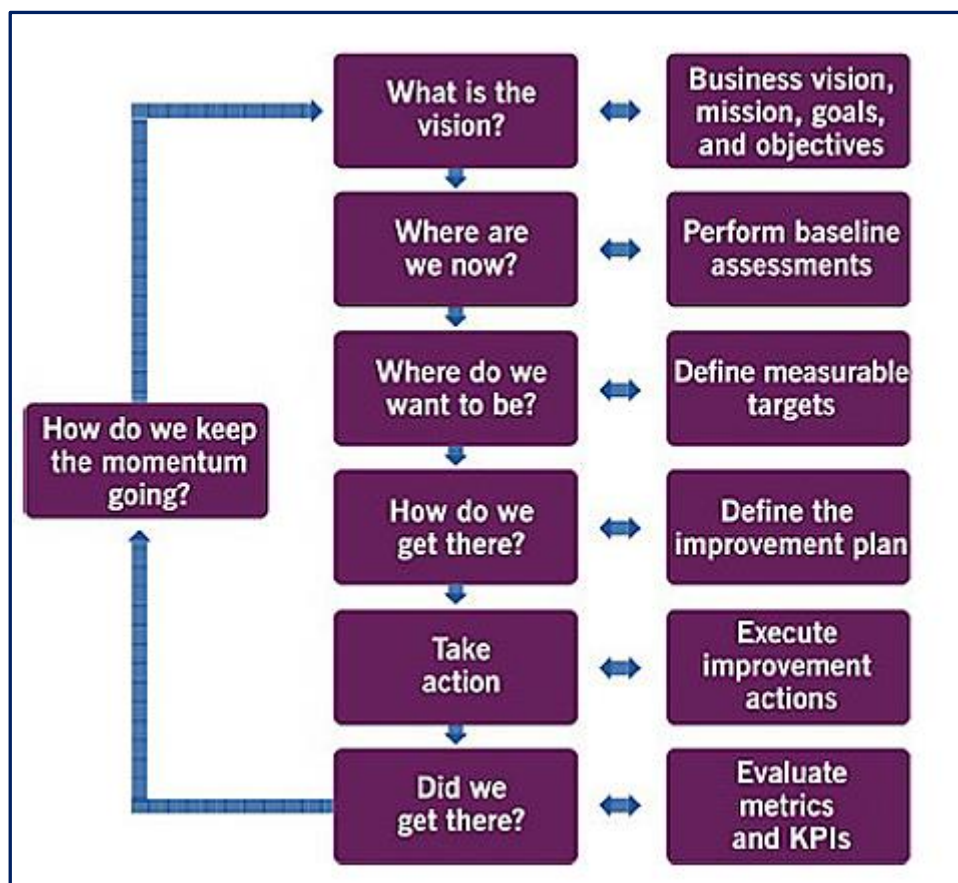 What is the
vision?
Business vision,
mission, goals,
and objectives
Where are
we now?
Perform baseline
assessments
Where do we
want to be?
Define measurable
targets
How do we keep
the momentum
going?
How do we
get there?
Define the
improvement plan
Take
action
Execute
improvement
actions
Did we
get there?
Evaluate
metrics
and KPIs